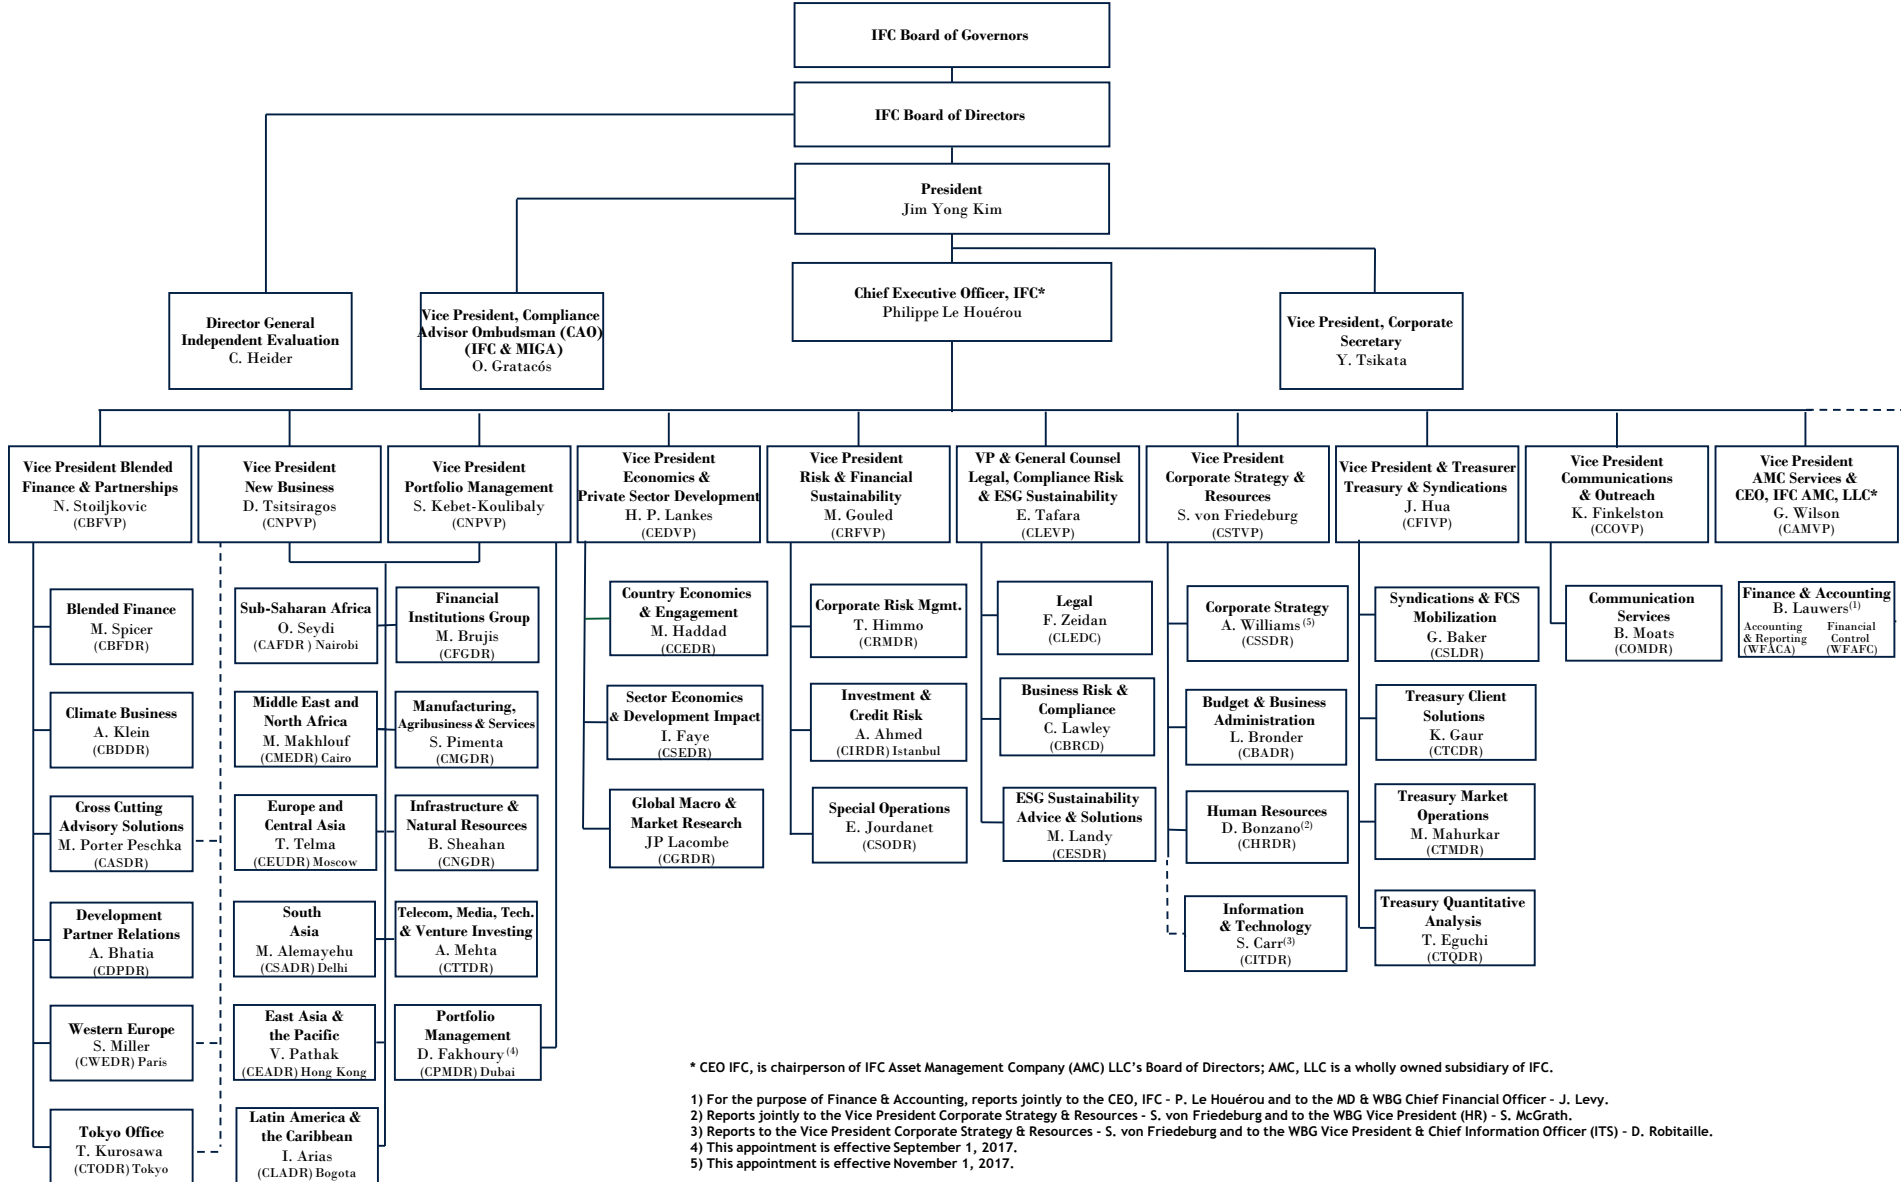 IFC Board of Governors
IFC Board of Directors
President
Jim Yong Kim
Chief Executive Officer, IFC*
Philippe Le Houérou
Director General
Independent Evaluation
C. Heider
Vice President, Compliance
Advisor Ombudsman (CAO)
(IFC & MIGA)
O. Gratacós
Vice President, Corporate
Secretary
Y. Tsikata
Vice President Blended
Finance & Partnerships
N. Stoiljkovic
(CBFVP)
Vice President
New Business
D. Tsitsiragos
(CNPVP)
Vice President
Portfolio Management
S. Kebet-Koulibaly
(CNPVP)
Vice President
Economics &
Private Sector Development
H. P. Lankes
(CEDVP)
Vice President
Risk & Financial
Sustainability
M. Gouled
(CRFVP)
VP & General Counsel
Legal, Compliance Risk
& ESG Sustainability
E. Tafara
(CLEVP)
Vice President
Corporate Strategy &
Resources
S. von Friedeburg
(CSTVP)
Vice President & Treasurer
Treasury & Syndications
J. Hua
(CFIVP)
Vice President
Communications
& Outreach
K. Finkelston
(CCOVP)
Vice President
AMC Services &
CEO, IFC AMC, LLC*
G. Wilson
(CAMVP)
Blended Finance
M. Spicer
(CBFDR)
Climate Business
A. Klein
(CBDDR)
Cross Cutting
Advisory Solutions
M. Porter Peschka
(CASDR)
Development
Partner Relations
A. Bhatia
(CDPDR)
Western Europe
S. Miller
(CWEDR) Paris
Tokyo Office
T. Kurosawa
(CTODR) Tokyo
Sub-Saharan Africa
O. Seydi
(CAFDR ) Nairobi
Middle East and
North Africa
M. Makhlouf
(CMEDR) Cairo
Europe and
Central Asia
T. Telma
(CEUDR) Moscow
South
Asia
M. Alemayehu
(CSADR) Delhi
East Asia &
the Pacific
V. Pathak
(CEADR) Hong Kong
Latin America &
the Caribbean
I. Arias
(CLADR) Bogota
Financial
Institutions Group
M. Brujis
(CFGDR)
Manufacturing,
Agribusiness & Services
S. Pimenta
(CMGDR)
Infrastructure &
Natural Resources
B. Sheahan
(CNGDR)
Telecom, Media, Tech.
& Venture Investing
A. Mehta
(CTTDR)
Portfolio
Management
D. Fakhoury (4)
(CPMDR) Dubai
Country Economics
& Engagement
M. Haddad
(CCEDR)
Sector Economics
& Development Impact
I. Faye
(CSEDR)
Global Macro &
Market Research
JP Lacombe
(CGRDR)
Corporate Risk Mgmt.
T. Himmo
(CRMDR)
Investment &
Credit Risk
A. Ahmed
(CIRDR) Istanbul
Special Operations
E. Jourdanet
(CSODR)
Legal
F. Zeidan
(CLEDC)
Business Risk &
Compliance
C. Lawley
(CBRCD)
ESG Sustainability
Advice & Solutions
M. Landy
(CESDR)
Corporate Strategy
A. Williams (5)
(CSSDR)
Budget & Business
Administration
L. Bronder
(CBADR)
Human Resources
D. Bonzano(2)
(CHRDR)
Information
& Technology
S. Carr(3)
(CITDR)
Syndications & FCS
Mobilization
G. Baker
(CSLDR)
Treasury Client
Solutions
K. Gaur
(CTCDR)
Treasury Market
Operations
M. Mahurkar
(CTMDR)
Treasury Quantitative
Analysis
T. Eguchi
(CTQDR)
Communication
Services
B. Moats
(COMDR)
Finance & Accounting
B. Lauwers(1)
Accounting
& Reporting
(WFACA)
Financial
Control
(WFAFC)
* CEO IFC, is chairperson of IFC Asset Management Company (AMC) LLC's Board of Directors; AMC, LLC is a wholly owned subsidiary of IFC.
1) For the purpose of Finance & Accounting, reports jointly to the CEO, IFC – P. Le Houérou and to the MD & WBG Chief Financial Officer – J. Levy.
2) Reports jointly to the Vice President Corporate Strategy & Resources - S. von Friedeburg and to the WBG Vice President (HR) – S. McGrath.
3) Reports to the Vice President Corporate Strategy & Resources - S. von Friedeburg and to the WBG Vice President & Chief Information Officer (ITS) – D. Robitaille.
4) This appointment is effective September 1, 2017.
5) This appointment is effective November 1, 2017.